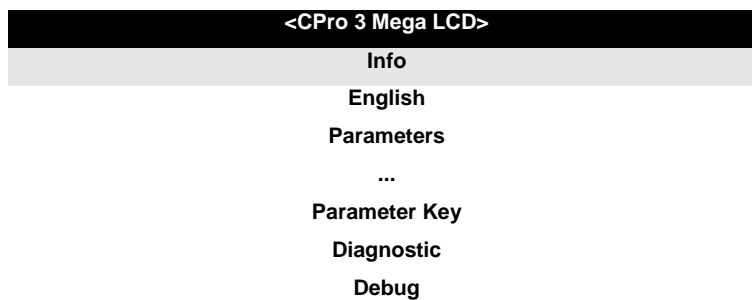 <CPro 3 Mega LCD>
Info
English
Parameters
...
Parameter Key
Diagnostic
Debug